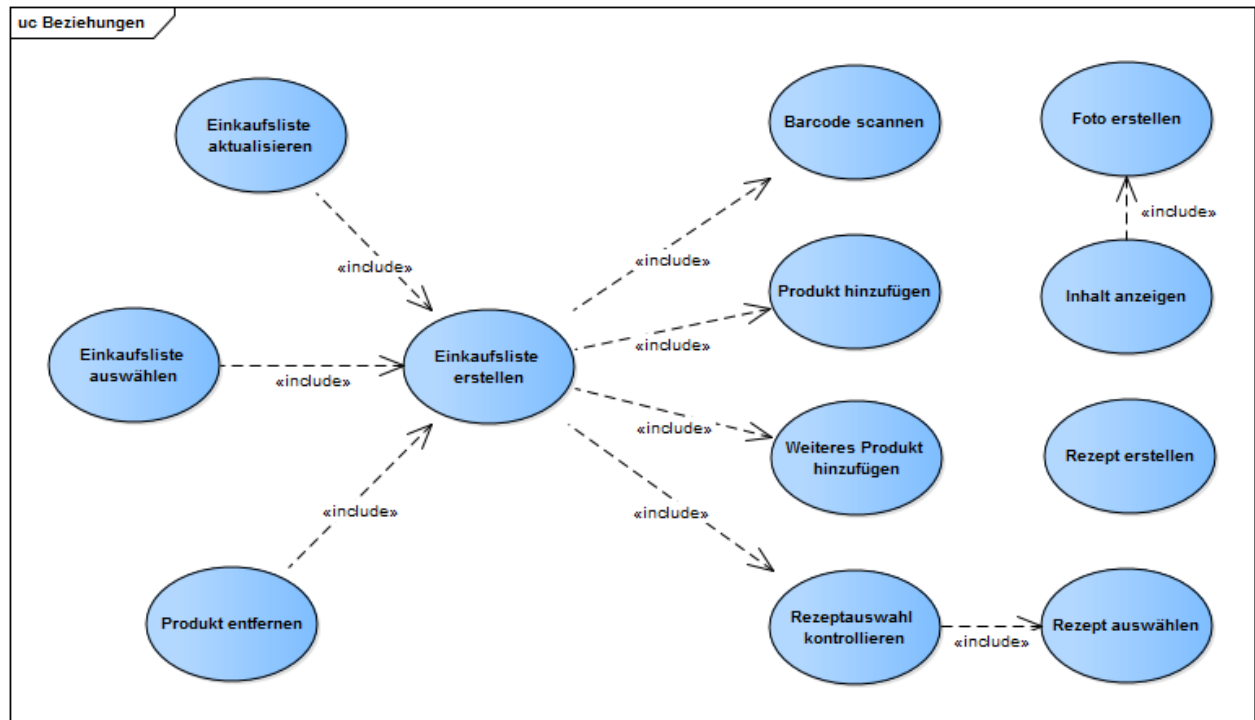 uc Beziehungen
Einkaufsliste
aktualisieren
Barcode scannen
Foto erstellen
«include»
«include»
«include»
Produkt hinzufügen
Inhalt anzeigen
«include»
Einkaufsliste
auswählen
«include»
Einkaufsliste
erstellen
«include»
Weiteres Produkt
hinzufügen
Rezept erstellen
«include»
«include»
Produkt entfernen
Rezeptauswahl
kontrollieren
«include»
Rezept auswählen